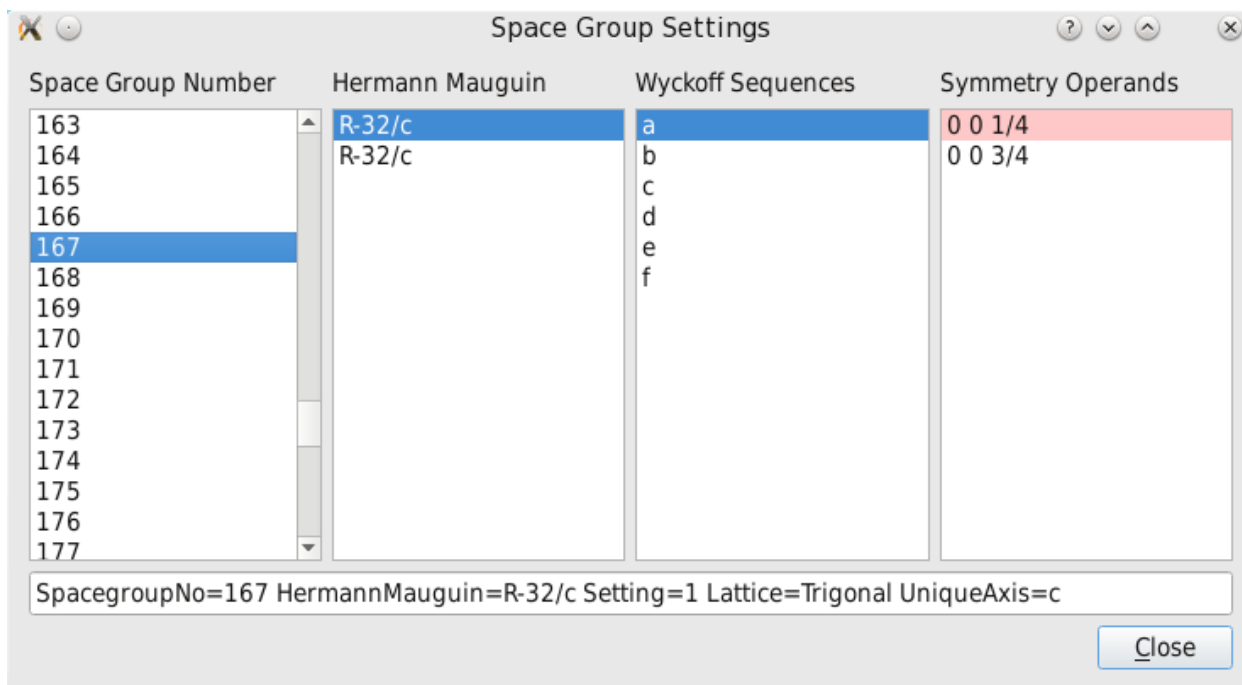 Space Group Settings
Space Group Number
Hermann Mauguin
Wyckoff Sequences
Symmetry Operands
163
164
165
166
167
168
169
170
171
172
173
174
175
176
177
R-32/c
R-32/c
a
b
c
d
e
f
0 0 1/4
0 0 3/4
SpacegroupNo=167 HermannMauguin=R-32/c Setting=1 Lattice=Trigonal UniqueAxis=c
Close